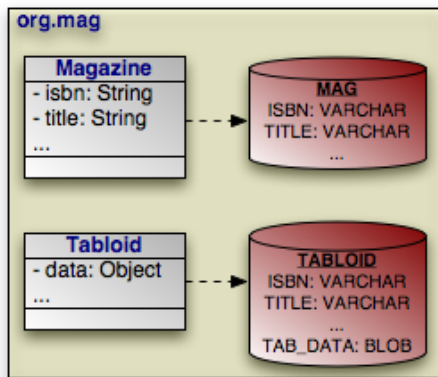 org.mag
Magazine
- isbn: String
- title: String
...
MAG
ISBN: VARCHAR
TITLE: VARCHAR
...
Tabloid
- data: Object
...
TABLOID
ISBN: VARCHAR
TITLE: VARCHAR
...
TAB_DATA: BLOB